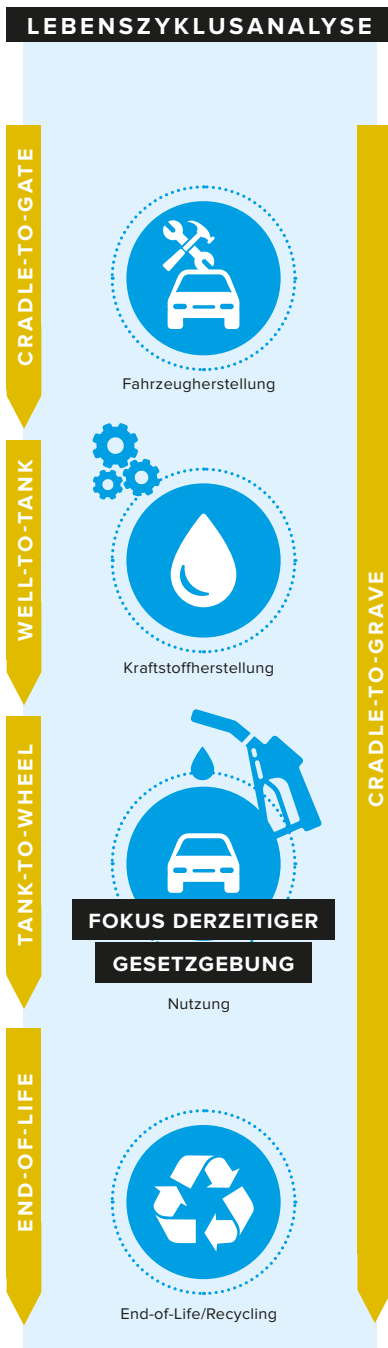 LEBENSZYKLUSANALYSE
CRADLE-TO-GATE
Fahrzeugherstellung
WELL-TO-TANK
Kraftstoffherstellung
CRADLE-TO-GRAVE
TANK-TO-WHEEL
FOKUS DERZEITIGER
GESETZGEBUNG
Nutzung
END-OF-LIFE
End-of-Life/Recycling